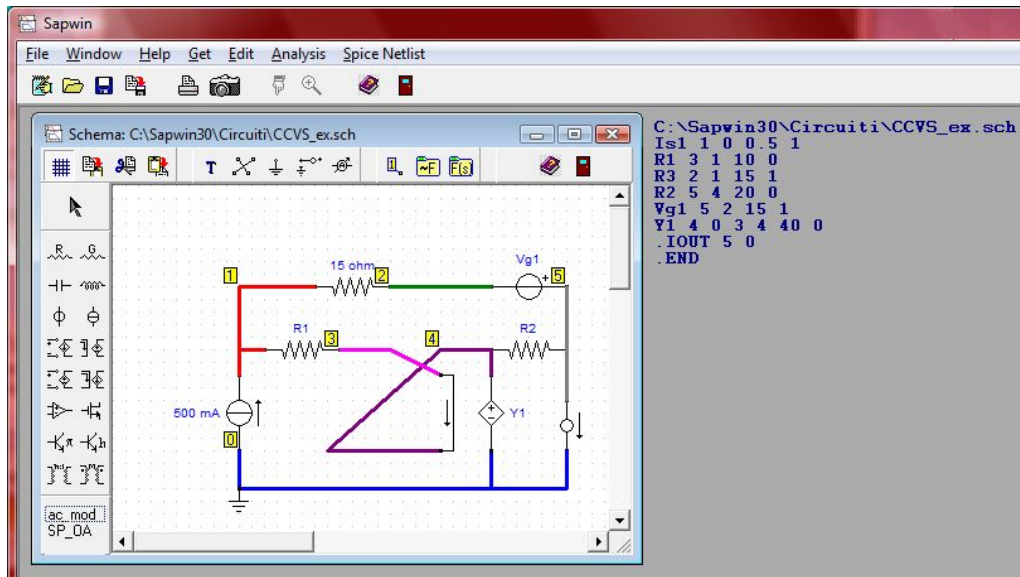 Sapwin
File Window Help Get Edit Analysis Spice Netlist
Schema: C:\Sapwin30\Circuiti\CCVS_ex.sch
T 1 ~F F(s)
R G
π h
ac_mod
SP_OA
1 15 ohm 2 Vg1 + 5
R1 3 4 R2
500 mA Y1
0
C:\Sapwin30\Circuiti\CCVS_ex.sch
Is1 1 0 0.5 1
R1 3 1 10 0
R3 2 1 15 1
R2 5 4 20 0
Vg1 5 2 15 1
Y1 4 0 3 4 40 0
.IOUT 5 0
.END